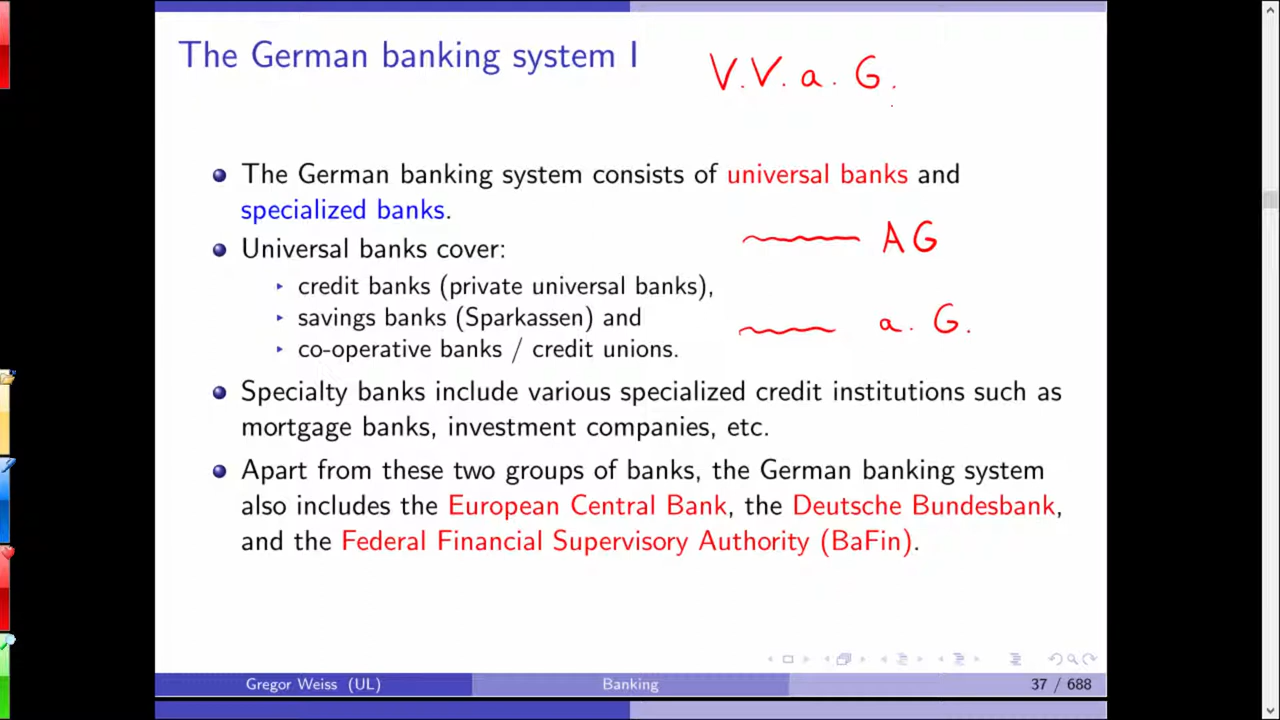 The German banking system I
V.V.a.G.
The German banking system consists of universal banks and
specialized banks.
AG
Universal banks cover:
credit banks (private universal banks),
savings banks (Sparkassen) and
a. G.
co-operative banks / credit unions.
Specialty banks include various specialized credit institutions such as
mortgage banks, investment companies, etc.
Apart from these two groups of banks, the German banking system
also includes the European Central Bank, the Deutsche Bundesbank,
and the Federal Financial Supervisory Authority (BaFin).
Gregor Weiss (UL)
Banking
37 / 688